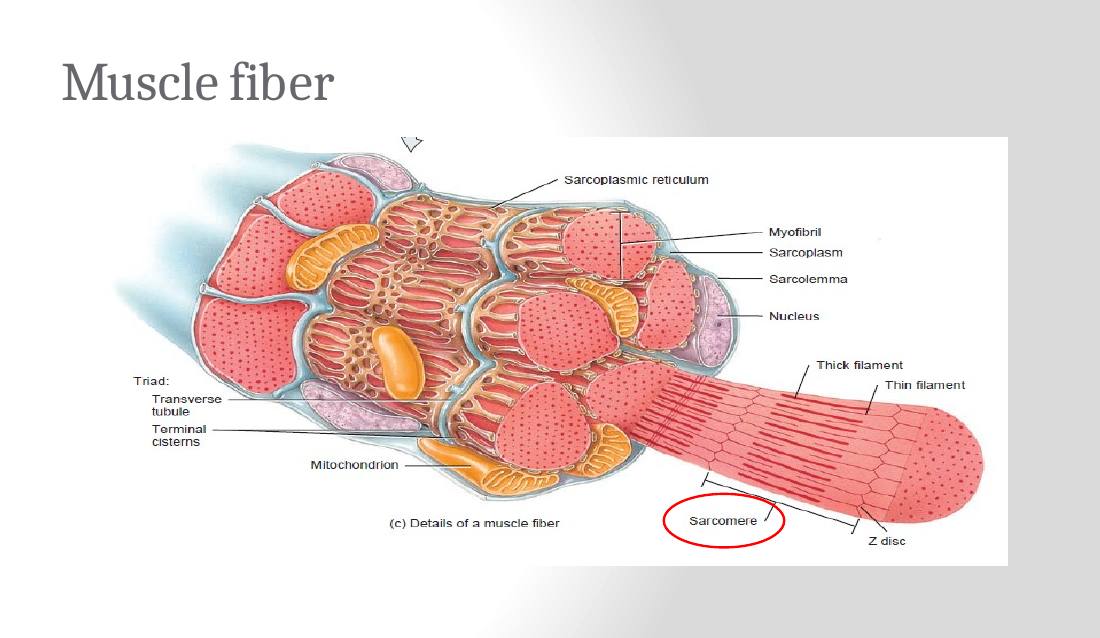 Muscle fiber
Sarcoplasmic reticulum
Myofibril
Sarcoplasm
Sarcolemma
Nucleus
Thick filament
Thin filament
Triad:
Transverse
tubule
Terminal
cisterns
Mitochondrion
(c) Details of a muscle fiber
Sarcomere
Z disc